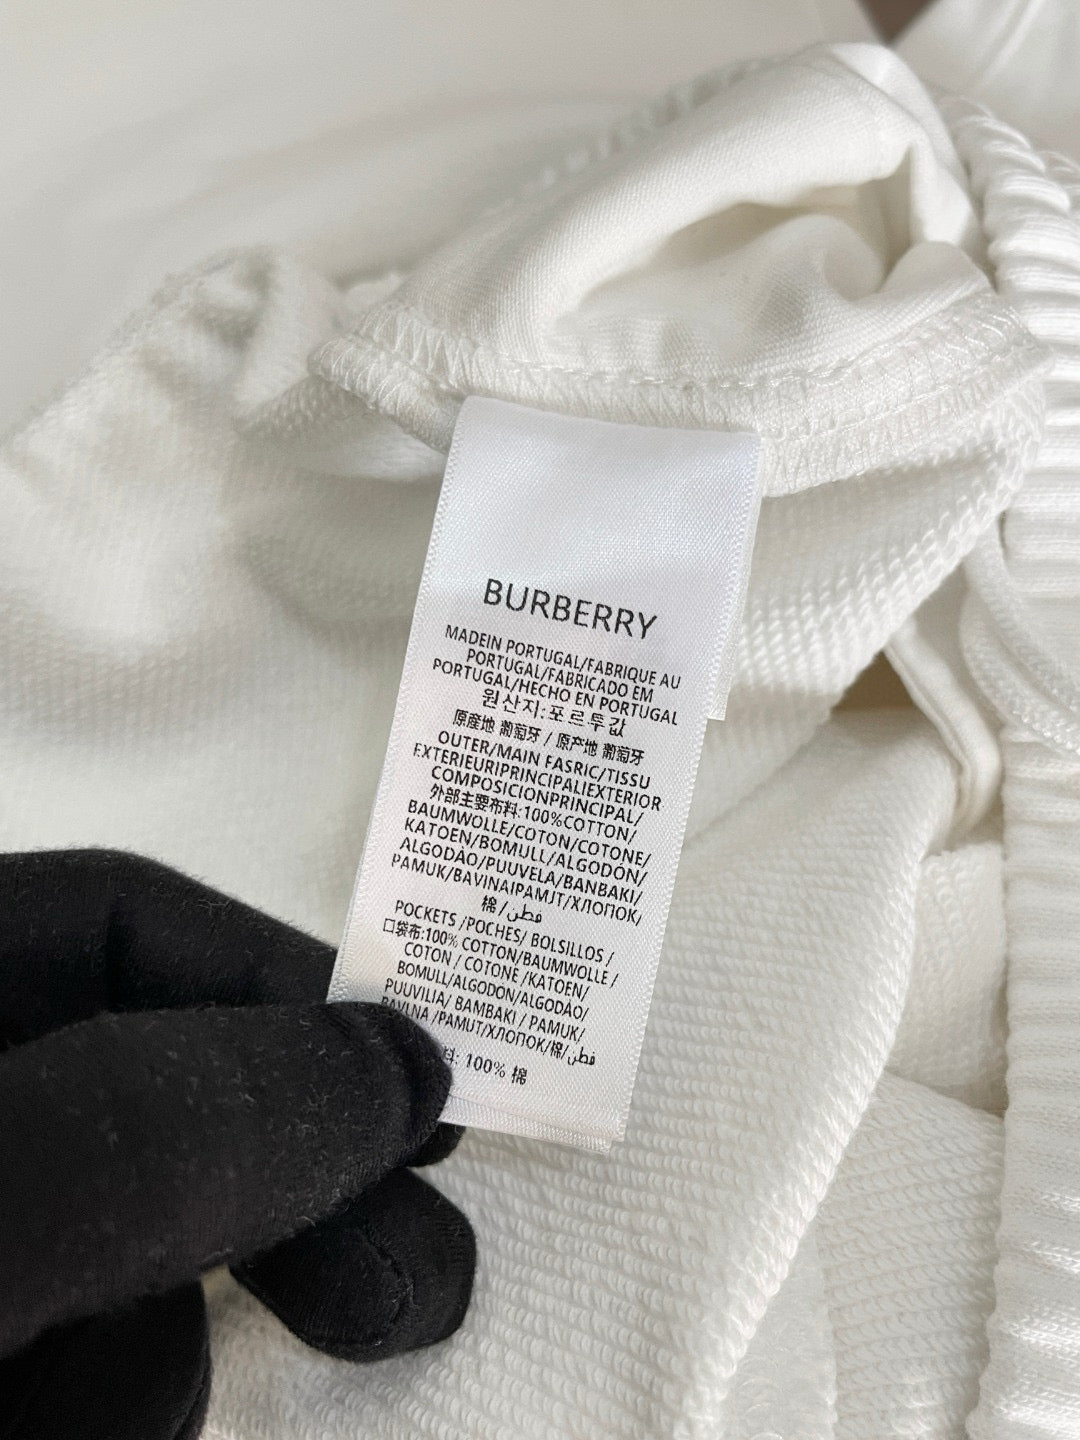 BURBERRY
MADEIN PORTUGAL/FABRIQUE AU
PORTUGAL/FABRICADO EM
PORTUGAL/HECHO EN PORTUGAL
원산지:포르투갑
原產地 葡萄牙 / 原产地 葡萄牙
OUTER/MAIN FASRIC/TISSU
EXTERIEURIPRINCIPALIEXTERIOR
COMPOSICIONPRINCIPAL/
外部主要布料:100%COTTON/
BAUMWOLLE/COTON/COTONE/
KATOEN/BOMULL/ALGODÓN/
ALGODÃO/PUUVELA/BANBAKI/
PAMUK/BAVINAIPAMJT/ХЛОПОК/
棉/قطن
POCKETS /POCHES/ BOLSILLOS /
口袋布:100% COTTON/BAUMWOLLE /
COTON / COTONE /KATOEN/
BOMULL/ALGODON/ALGODÃO/
PUUVILIA/ BAMBAKI / PAMUK/
BAVLNA /PAMUT/ХЛОПОК/棉/قطن
料: 100% 棉